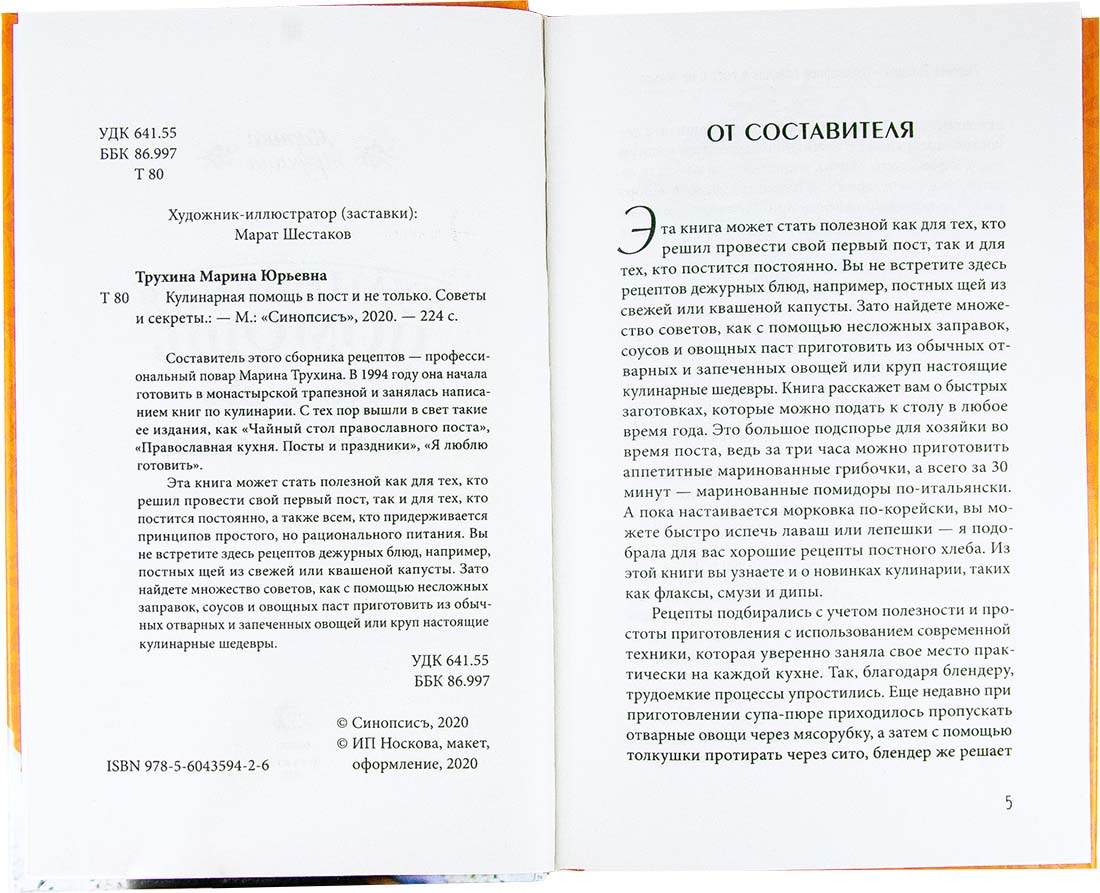 УДК 641.55
ББК 86.997
Т 80
Художник-иллюстратор (заставки):
Марат Шестаков
Трухина Марина Юрьевна
Т 80 Кулинарная помощь в пост и не только. Советы
и секреты.: — М.: «Синопсисъ», 2020. — 224 с.
Составитель этого сборника рецептов — професси-
ональный повар Марина Трухина. В 1994 году она начала
готовить в монастырской трапезной и занялась написа-
нием книг по кулинарии. С тех пор вышли в свет такие
ее издания, как «Чайный стол православного поста»,
«Православная кухня. Посты и праздники», «Я люблю
готовить».
Эта книга может стать полезной как для тех, кто
решил провести свой первый пост, так и для тех, кто
постится постоянно, а также всем, кто придерживается
принципов простого, но рационального питания. Вы
не встретите здесь рецептов дежурных блюд, например,
постных щей из свежей или квашеной капусты. Зато
найдете множество советов, как с помощью несложных
заправок, соусов и овощных паст приготовить из обыч-
ных отварных и запеченных овощей или круп настоящие
кулинарные шедевры.
УДК 641.55
ББК 86.997
© Синопсисъ, 2020
© ИП Носкова, макет,
оформление, 2020
ISBN 978-5-6043594-2-6
ОТ СОСТАВИТЕЛЯ
Эта книга может стать полезной как для тех, кто
решил провести свой первый пост, так и для
тех, кто постится постоянно. Вы не встретите здесь
рецептов дежурных блюд, например, постных щей из
свежей или квашеной капусты. Зато найдете множе-
ство советов, как с помощью несложных заправок,
соусов и овощных паст приготовить из обычных от-
варных и запеченных овощей или круп настоящие
кулинарные шедевры. Книга расскажет вам о быстрых
заготовках, которые можно подать к столу в любое
время года. Это большое подспорье для хозяйки во
время поста, ведь за три часа можно приготовить
аппетитные маринованные грибочки, а всего за 30
минут — маринованные помидоры по-итальянски.
А пока настаивается морковка по-корейски, вы мо-
жете быстро испечь лаваш или лепешки — я подо-
брала для вас хорошие рецепты постного хлеба. Из
этой книги вы узнаете и о новинках кулинарии, таких
как флаксы, смузи и дипы.
Рецепты подбирались с учетом полезности и про-
стоты приготовления с использованием современной
техники, которая уверенно заняла свое место прак-
тически на каждой кухне. Так, благодаря блендеру,
трудоемкие процессы упростились. Еще недавно при
приготовлении супа-пюре приходилось пропускать
отварные овощи через мясорубку, а затем с помощью
толкушки протирать через сито, блендер же решает
5